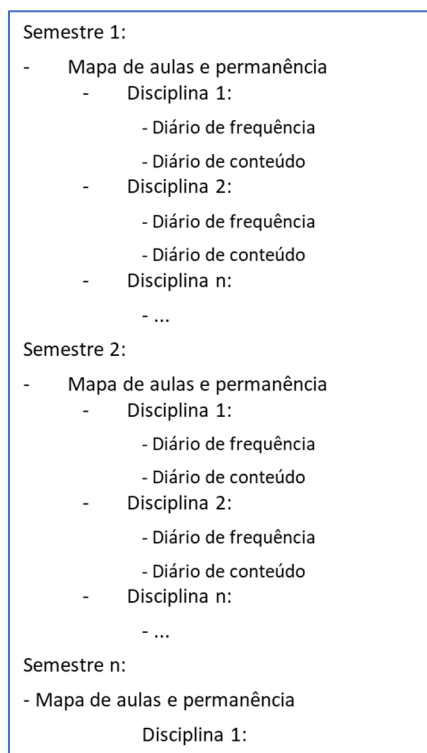 Semestre 1:
- Mapa de aulas e permanência
- Disciplina 1:
- Diário de frequência
- Diário de conteúdo
- Disciplina 2:
- Diário de frequência
- Diário de conteúdo
- Disciplina n:
- ...
Semestre 2:
- Mapa de aulas e permanência
- Disciplina 1:
- Diário de frequência
- Diário de conteúdo
- Disciplina 2:
- Diário de frequência
- Diário de conteúdo
- Disciplina n:
- ...
Semestre n:
- Mapa de aulas e permanência
Disciplina 1: